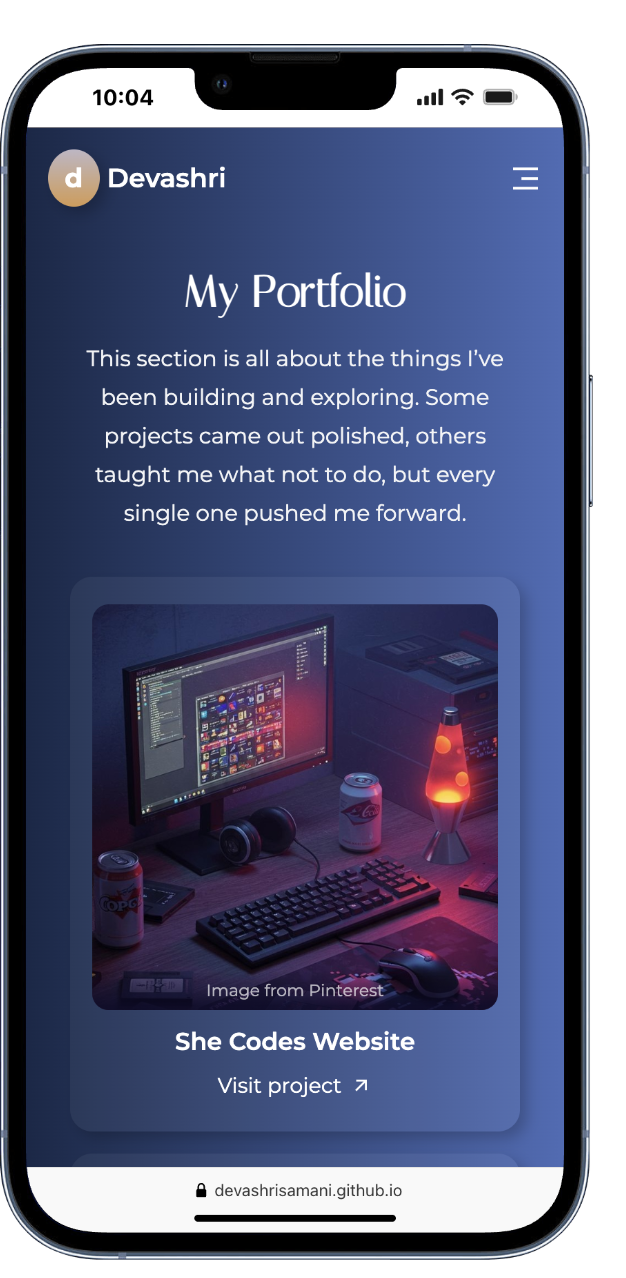 10:04
d Devashri
My Portfolio
This section is all about the things I've
been building and exploring. Some
projects came out polished, others
taught me what not to do, but every
single one pushed me forward.
Image from Pinterest
She Codes Website
Visit project
devashrisamani.github.io